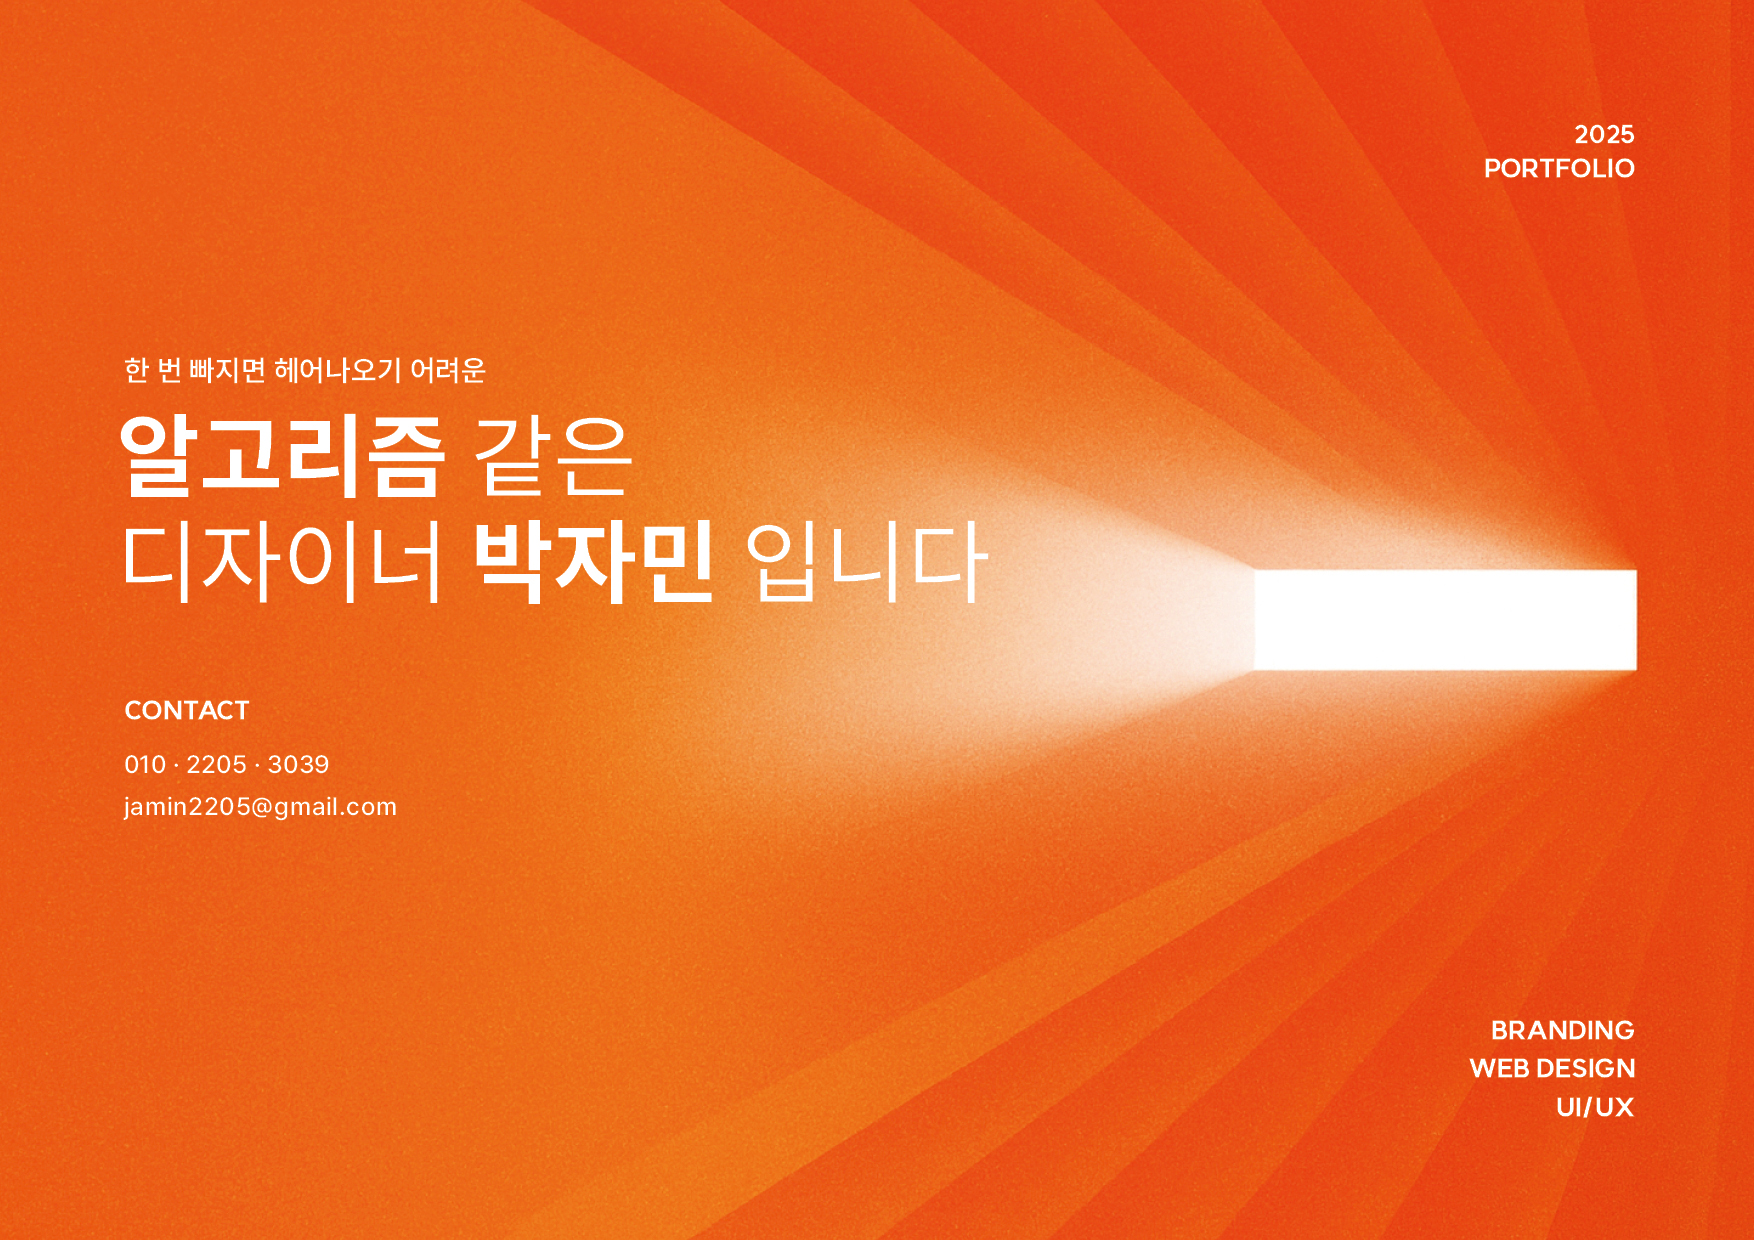 2025
PORTFOLIO
한 번 빠지면 헤어나오기 어려운
알고리즘 같은
디자이너 박자민 입니다
CONTACT
010 · 2205 · 3039
jamin2205@gmail.com
BRANDING
WEB DESIGN
UI/UX